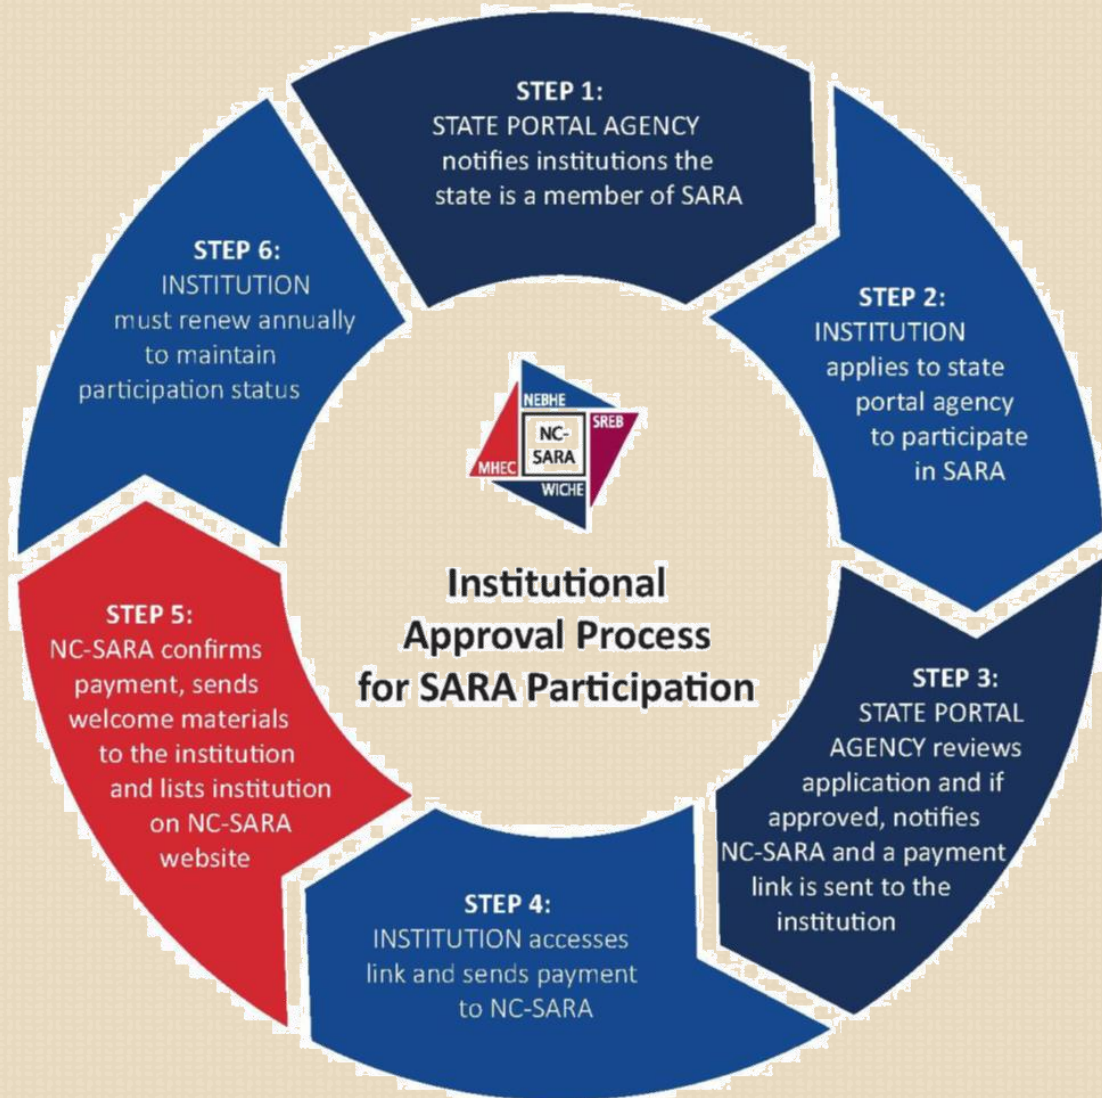 STEP 1:
STATE PORTAL AGENCY
notifies institutions the
state is a member of SARA
STEP 2:
INSTITUTION
applies to state
portal agency
to participate
in SARA
STEP 3:
STATE PORTAL
AGENCY reviews
application and if
approved, notifies
NC-SARA and a payment
link is sent to the
institution
STEP 4:
INSTITUTION accesses
link and sends payment
to NC-SARA
STEP 5:
NC-SARA confirms
payment, sends
welcome materials
to the institution
and lists institution
on NC-SARA
website
STEP 6:
INSTITUTION
must renew annually
to maintain
participation status
NEBHE
SREB
NC-
SARA
MHEC
WICHE
Institutional
Approval Process
for SARA Participation